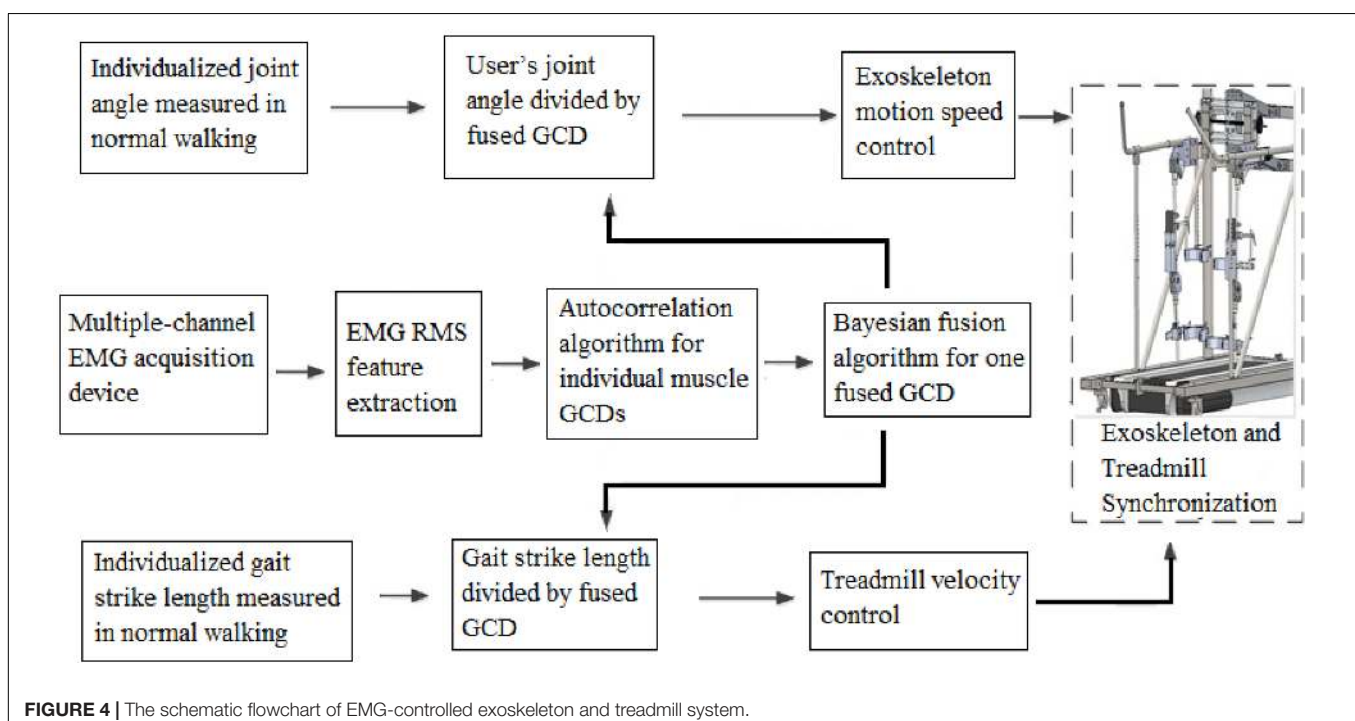 Individualized joint
angle measured in
normal walking
User's joint
angle divided by
fused GCD
Exoskeleton
motion speed
control
Multiple-channel
EMG acquisition
device
EMG RMS
feature
extraction
Autocorrelation
algorithm for
individual muscle
GCDs
Bayesian fusion
algorithm for one
fused GCD
Exoskeleton and
Treadmill
Synchronization
Individualized gait
strike length measured
in normal walking
Gait strike length
divided by fused
GCD
Treadmill velocity
control
FIGURE 4 | The schematic flowchart of EMG-controlled exoskeleton and treadmill system.